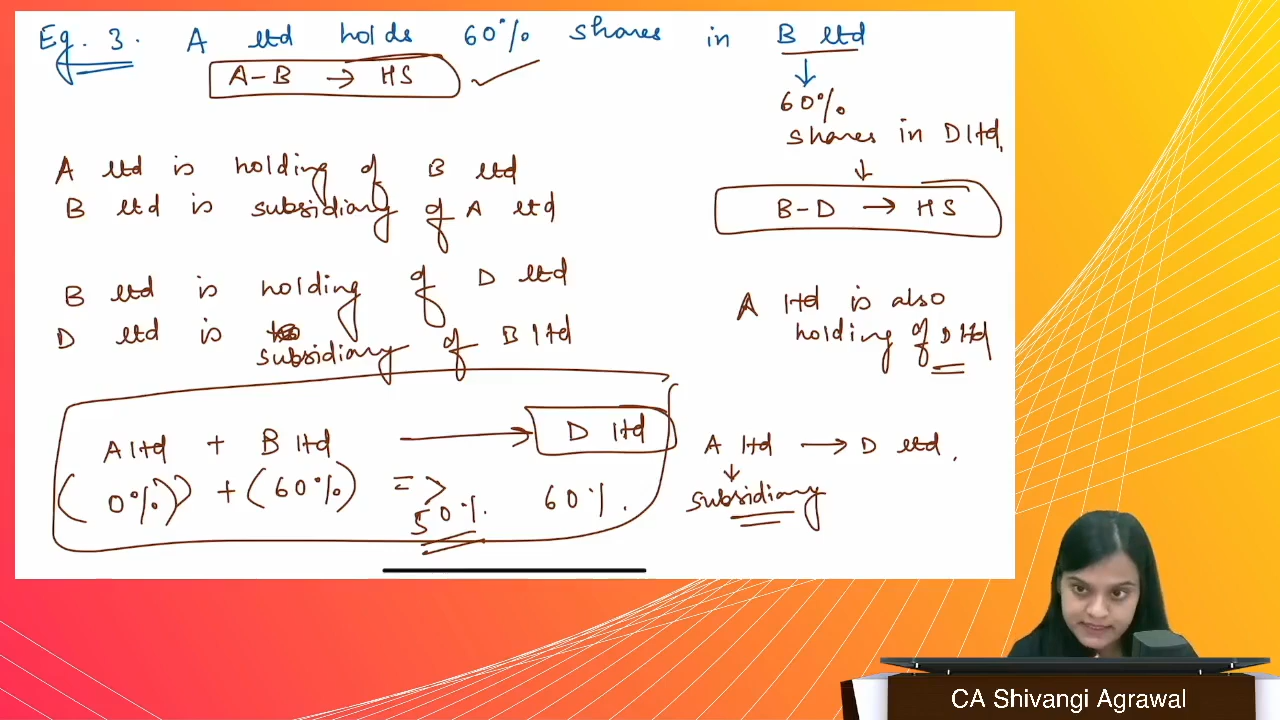 Eg. 3. A ltd holds 60% shares in B ltd
A-B → HS
60%
shares in D ltd.
B-D → HS
A ltd is holding of B ltd
B ltd is subsidiary of A ltd
B ltd is holding of D ltd
D ltd is
subsidiary of B ltd
A ltd is also
holding of D ltd
A ltd + B ltd → D ltd
(0%) + (60%) => 60%.
50%.
A ltd → D ltd.
subsidiary
CA Shivangi Agrawal